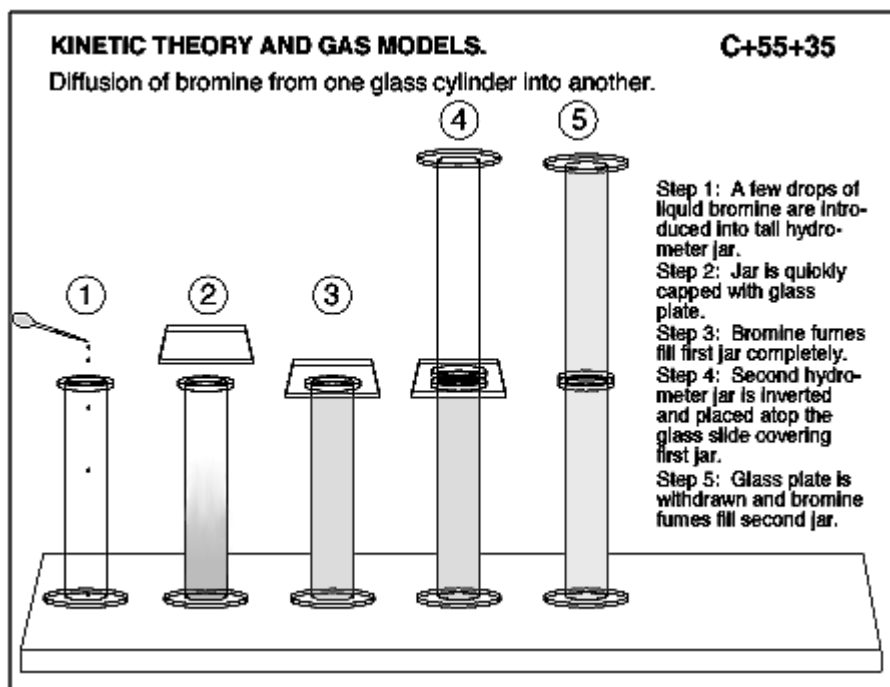 KINETIC THEORY AND GAS MODELS.
C+55+35
Diffusion of bromine from one glass cylinder into another.
1
2
3
4
5
Step 1: A few drops of
liquid bromine are intro-
duced into tall hydro-
meter jar.
Step 2: Jar is quickly
capped with glass
plate.
Step 3: Bromine fumes
fill first jar completely.
Step 4: Second hydro-
meter jar is inverted
and placed atop the
glass slide covering
first jar.
Step 5: Glass plate is
withdrawn and bromine
fumes fill second jar.